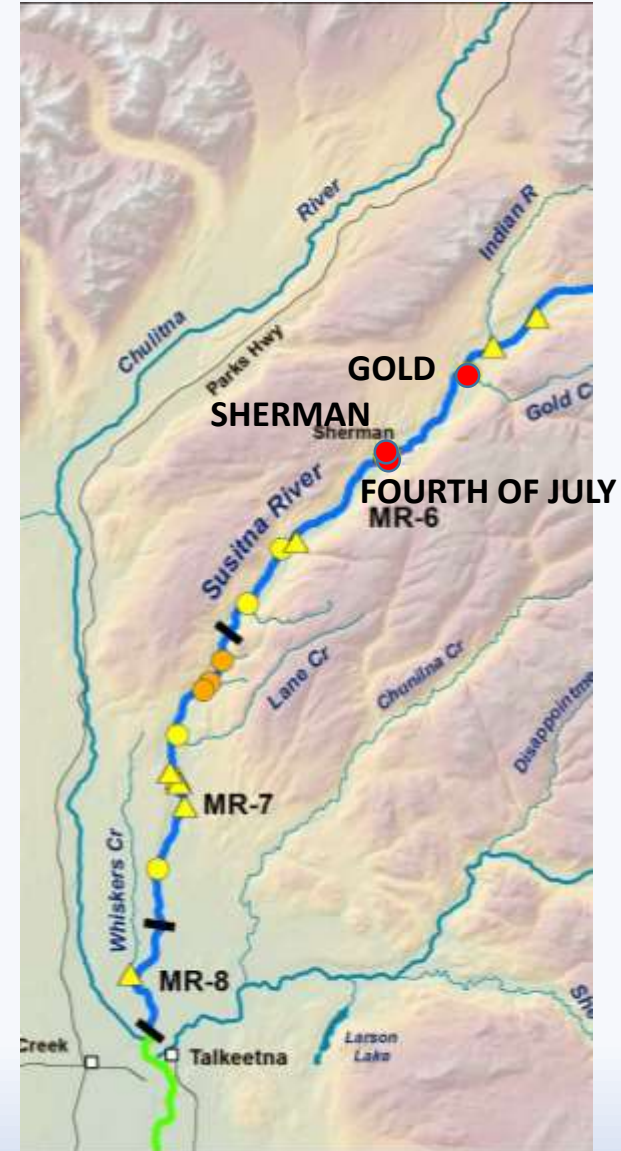 River
Indian R
Chulitna
Parks Hwy
GOLD
Gold C
SHERMAN
Sherman
FOURTH OF JULY
MR-6
Susitna River
Lane Cr
Chunilna Cr
Disappointme
MR-7
Whiskers Cr
MR-8
She
Creek
Talkeetna
Larson
Lake